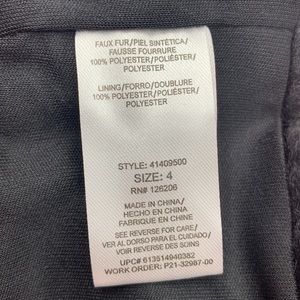 FAUX FUR/PIEL SINTÉTICA/
FAUSSE FOURRURE
100% POLYESTER/POLIÉSTER/
POLYESTER
LINING/FORRO/DOUBLURE
100% POLYESTER/POLIÉSTER/
POLYESTER
STYLE: 41409500
SIZE: 4
RN# 126206
MADE IN CHINA/
HECHO EN CHINA
FABRIQUE EN CHINE
SEE REVERSE FOR CARE/
VER AL DORSO PARA EL CUIDADO/
VOIR REVERSE DES SOINS
UPC# 613514940382
WORK ORDER: P21-32987-00